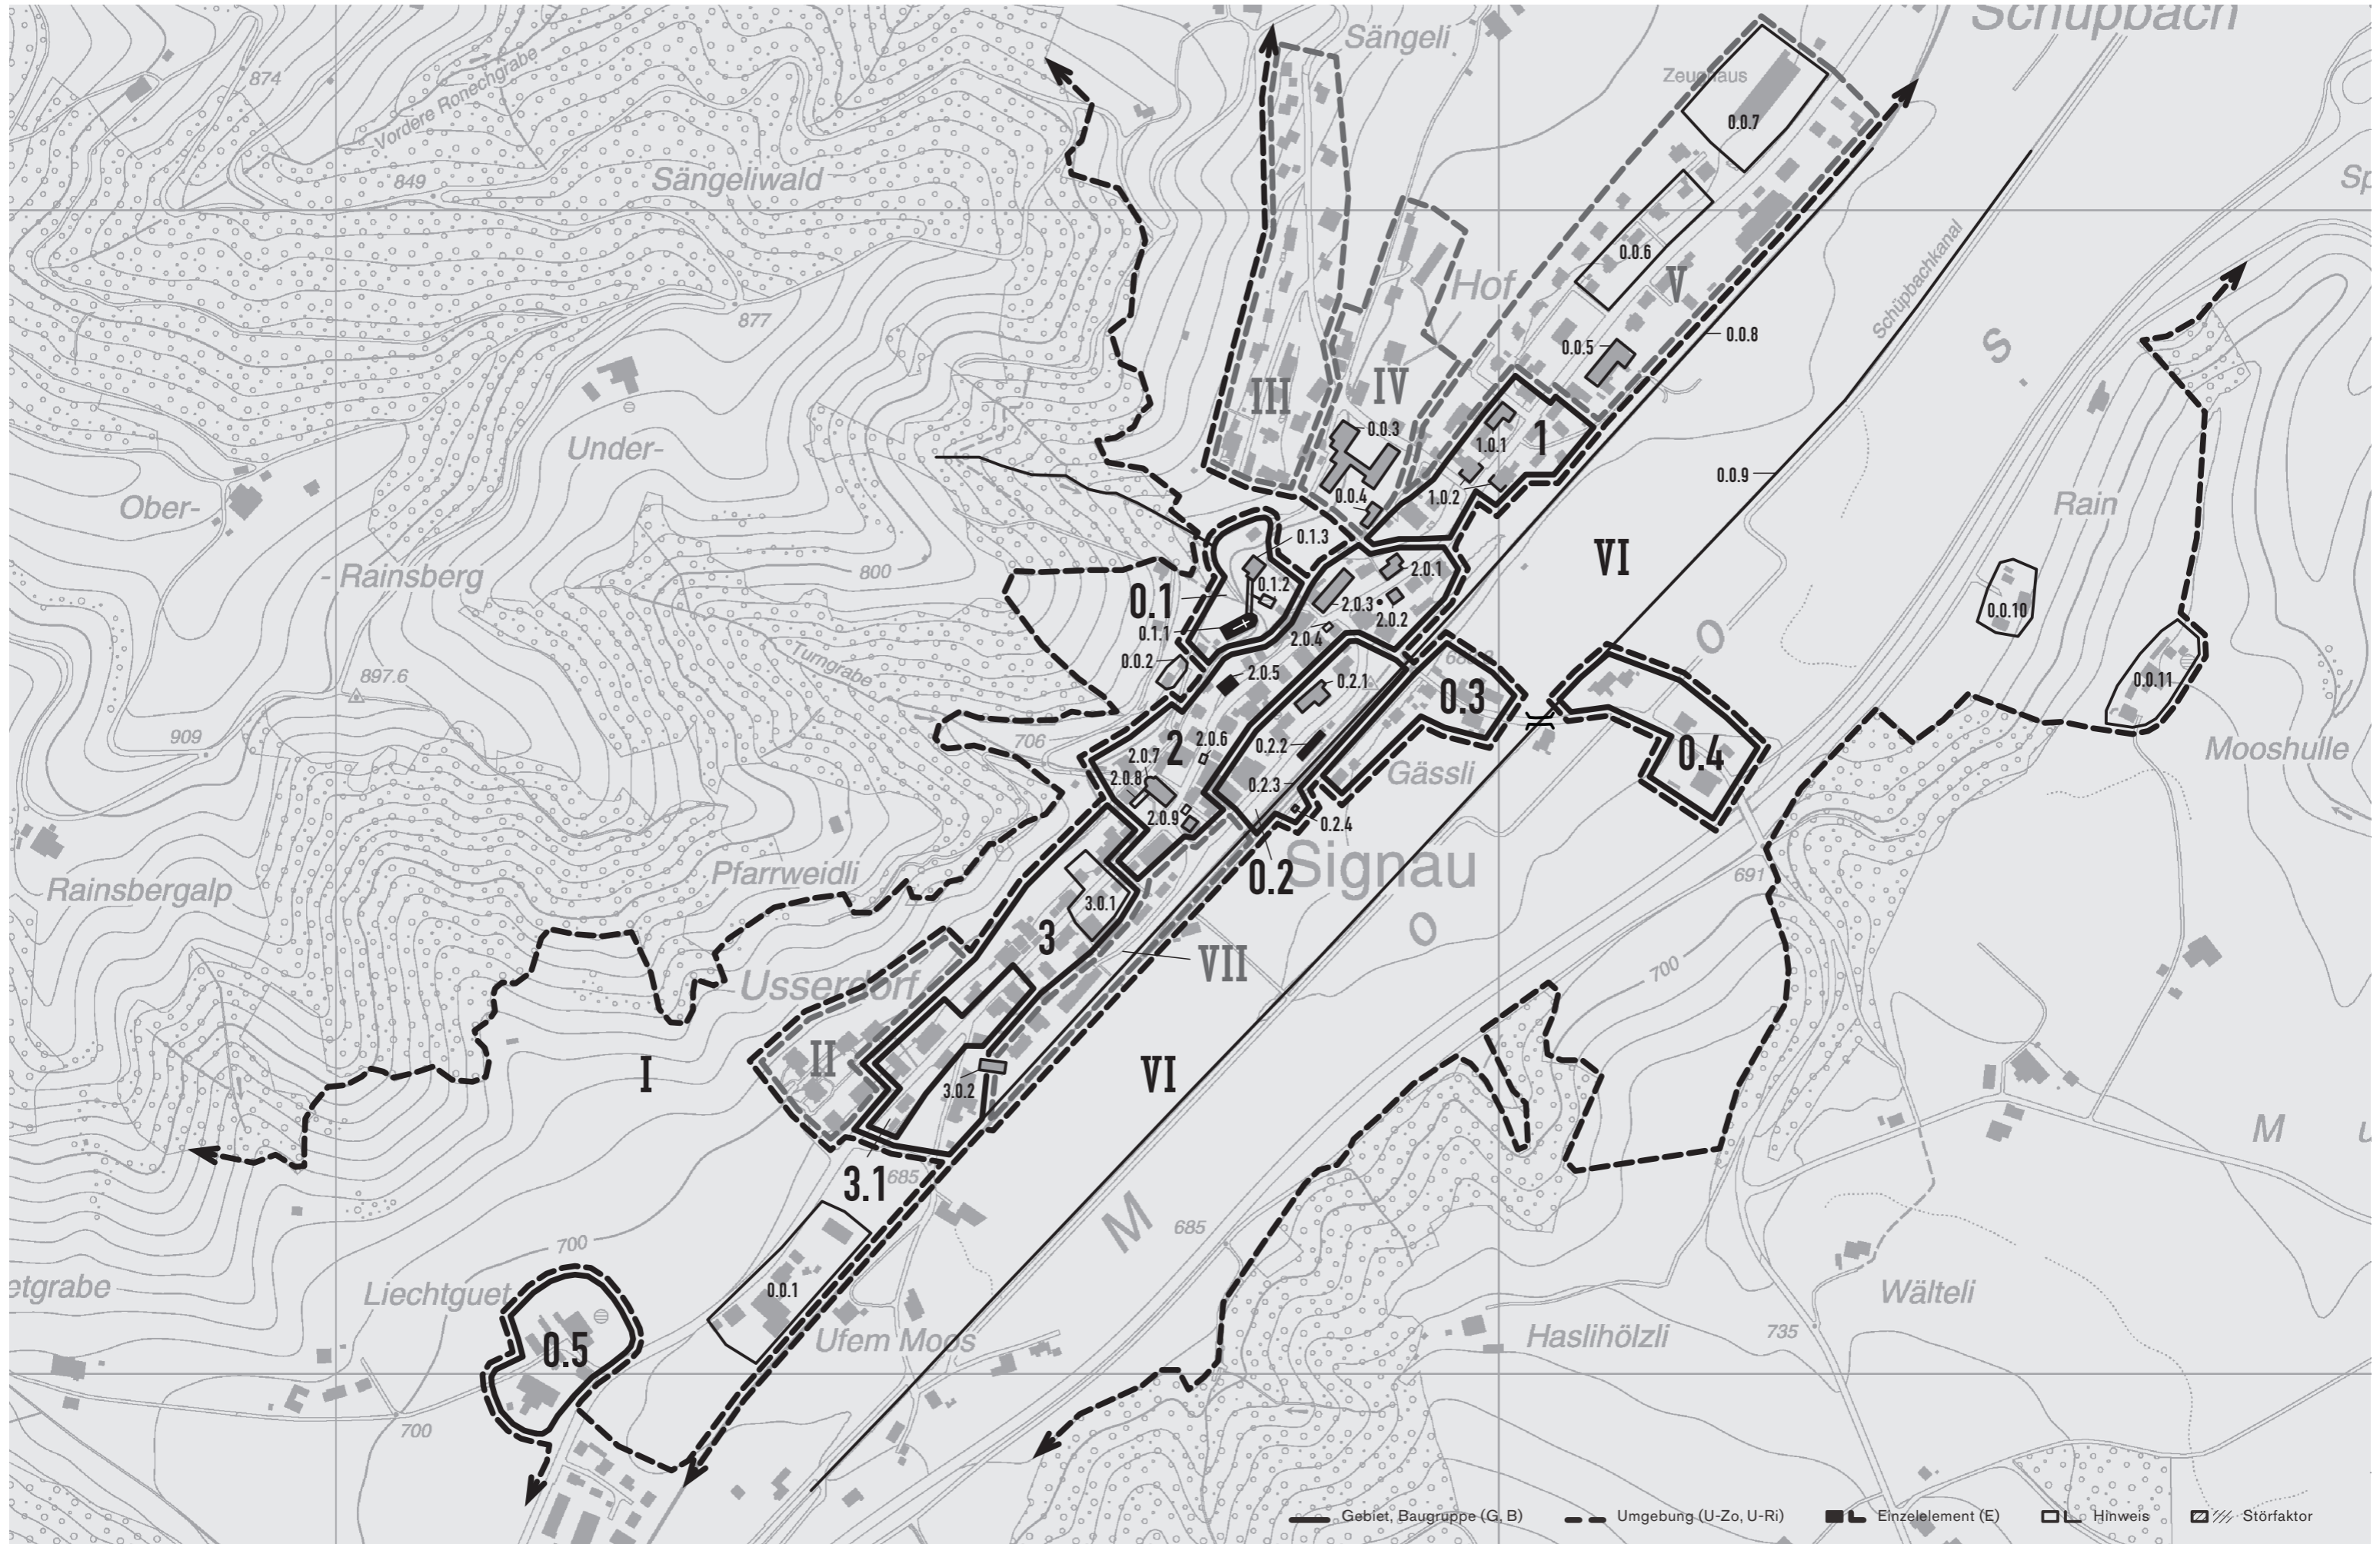 Schüpbach
Sängeli
874
Vordere Ronechgrabe
Zeughaus
0.0.7
849
Sängeliwald
0.0.6
Schüpbachkanal
Hof
V
877
0.0.8
0.0.5
S
III
IV
0.0.3
1
1.0.1
Under-
Rain
Ober-
0.0.4
1.0.2
0.0.9
0.1.3
VI
- Rainsberg
800
2.0.1
0.1
0.1.2
2.0.3
2.0.2
0.0.10
0.1.1
2.0.4
O
0.0.2
Turngrabe
897.6
2.0.5
0.2.1
0.3
0.0.11
909
706
2.0.6
0.2.2
2
2.0.7
2.0.8
0.4
Mooshulle
Gässli
0.2.3
2.0.9
0.2.4
Signau
0.2
Pfarrweidli
691
Rainsbergalp
3.0.1
3
O
VII
700
Usserdorf
II
I
VI
3.0.2
M
3.1
685
M
685
700
Liechtguet
etgrabe
0.0.1
Wälteli
0.5
Ufem Moos
Haslihölzli
735
700
Gebiet, Baugruppe (G, B)
Umgebung (U-Zo, U-Ri)
Einzelelement (E)
Hinweis
Störfaktor